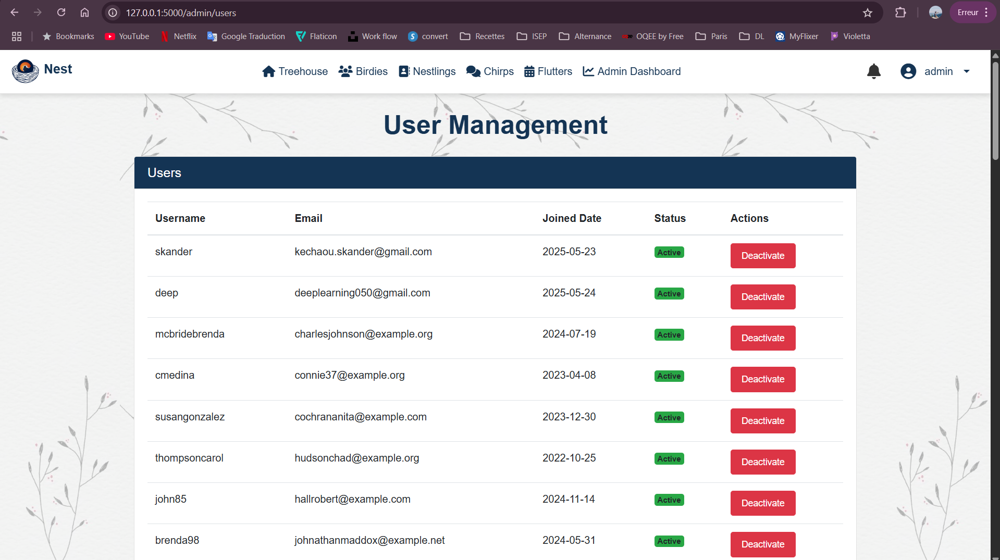 127.0.0.1:5000/admin/users
Erreur
Bookmarks YouTube Netflix Google Traduction Flaticon Work flow convert Recettes ISEP Alternance OQEE by Free Paris DL MyFlixer Violetta
Nest Treehouse Birdies Nestlings Chirps Flutters Admin Dashboard admin
User Management
Users
Username Email Joined Date Status Actions
skander kechaou.skander@gmail.com 2025-05-23 Active Deactivate
deep deeplearning050@gmail.com 2025-05-24 Active Deactivate
mcbridebrenda charlesjohnson@example.org 2024-07-19 Active Deactivate
cmedina connie37@example.org 2023-04-08 Active Deactivate
susangonzalez cochrananita@example.com 2023-12-30 Active Deactivate
thompsoncarol hudsonchad@example.org 2022-10-25 Active Deactivate
john85 hallrobert@example.com 2024-11-14 Active Deactivate
brenda98 johnathanmaddox@example.net 2024-05-31 Active Deactivate